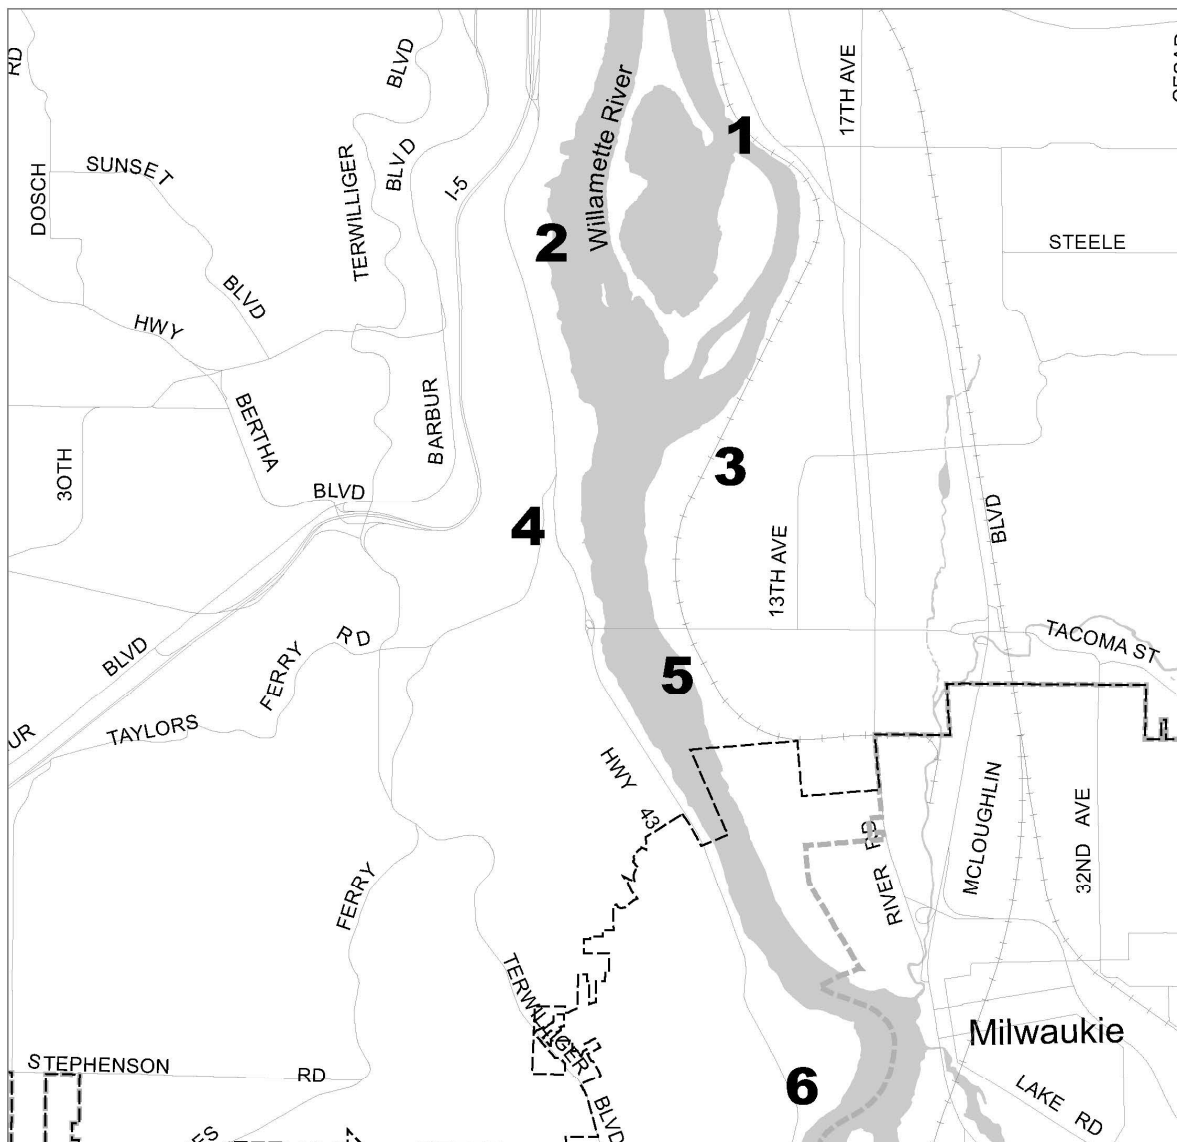 RD
BLVD
17TH AVE
Willamette River
1
SUNSET
DOSCH
TERWILLIGER
BLVD
I-5
2
STEELE
BLVD
HWY
BERTHA
BARBUR
30TH
BLVD
3
4
BLVD
13TH AVE
RD
FERRY
BLVD
TACOMA ST
5
TAYLORS
UR
HWY
43
MCLOUGHLIN
32ND AVE
RIVER RD
FERRY
TERWILLIGER
BLVD
Milwaukie
STEPHENSON
RD
6
LAKE RD
ES